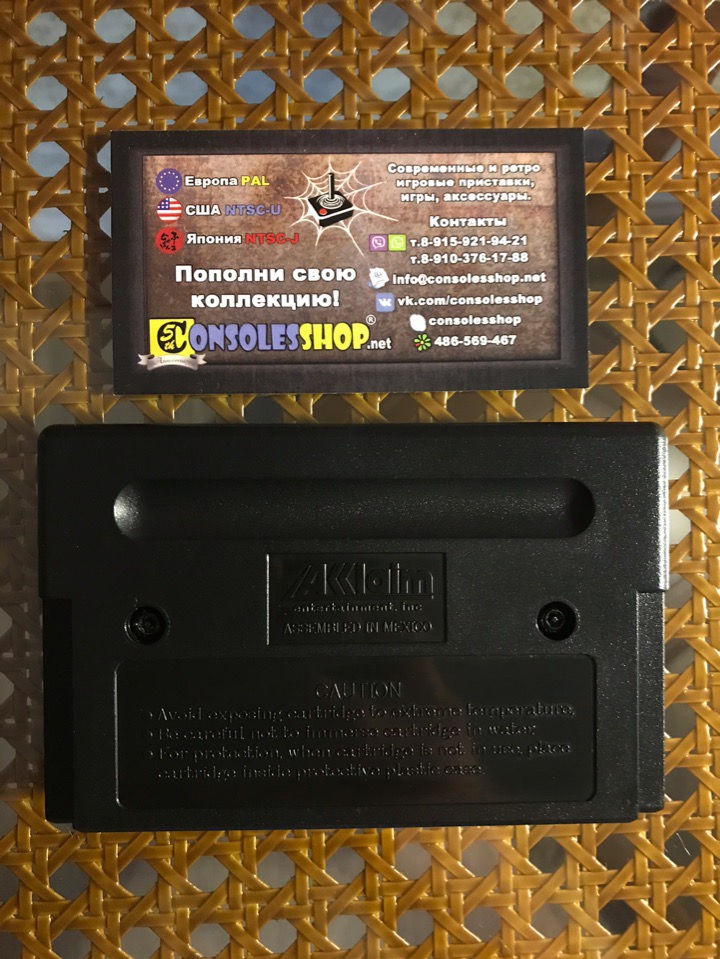 Европа PAL
США NTSC-U
Япония NTSC-J
Пополни свою
коллекцию!
CONSOLESSHOP®.net
Современные и ретро
игровые приставки,
игры, аксессуары.
Контакты
т.8-915-921-94-21
т.8-910-376-17-88
info@consolesshop.net
vk.com/consolesshop
consolesshop
486-569-467
AKKlaim
entertainment, inc
ASSEMBLED IN MEXICO
CAUTION
• Avoid exposing cartridge to extreme temperature.
• Be careful not to immerse cartridge in water.
• For protection, when cartridge is not in use, place
cartridge inside protective plastic case.